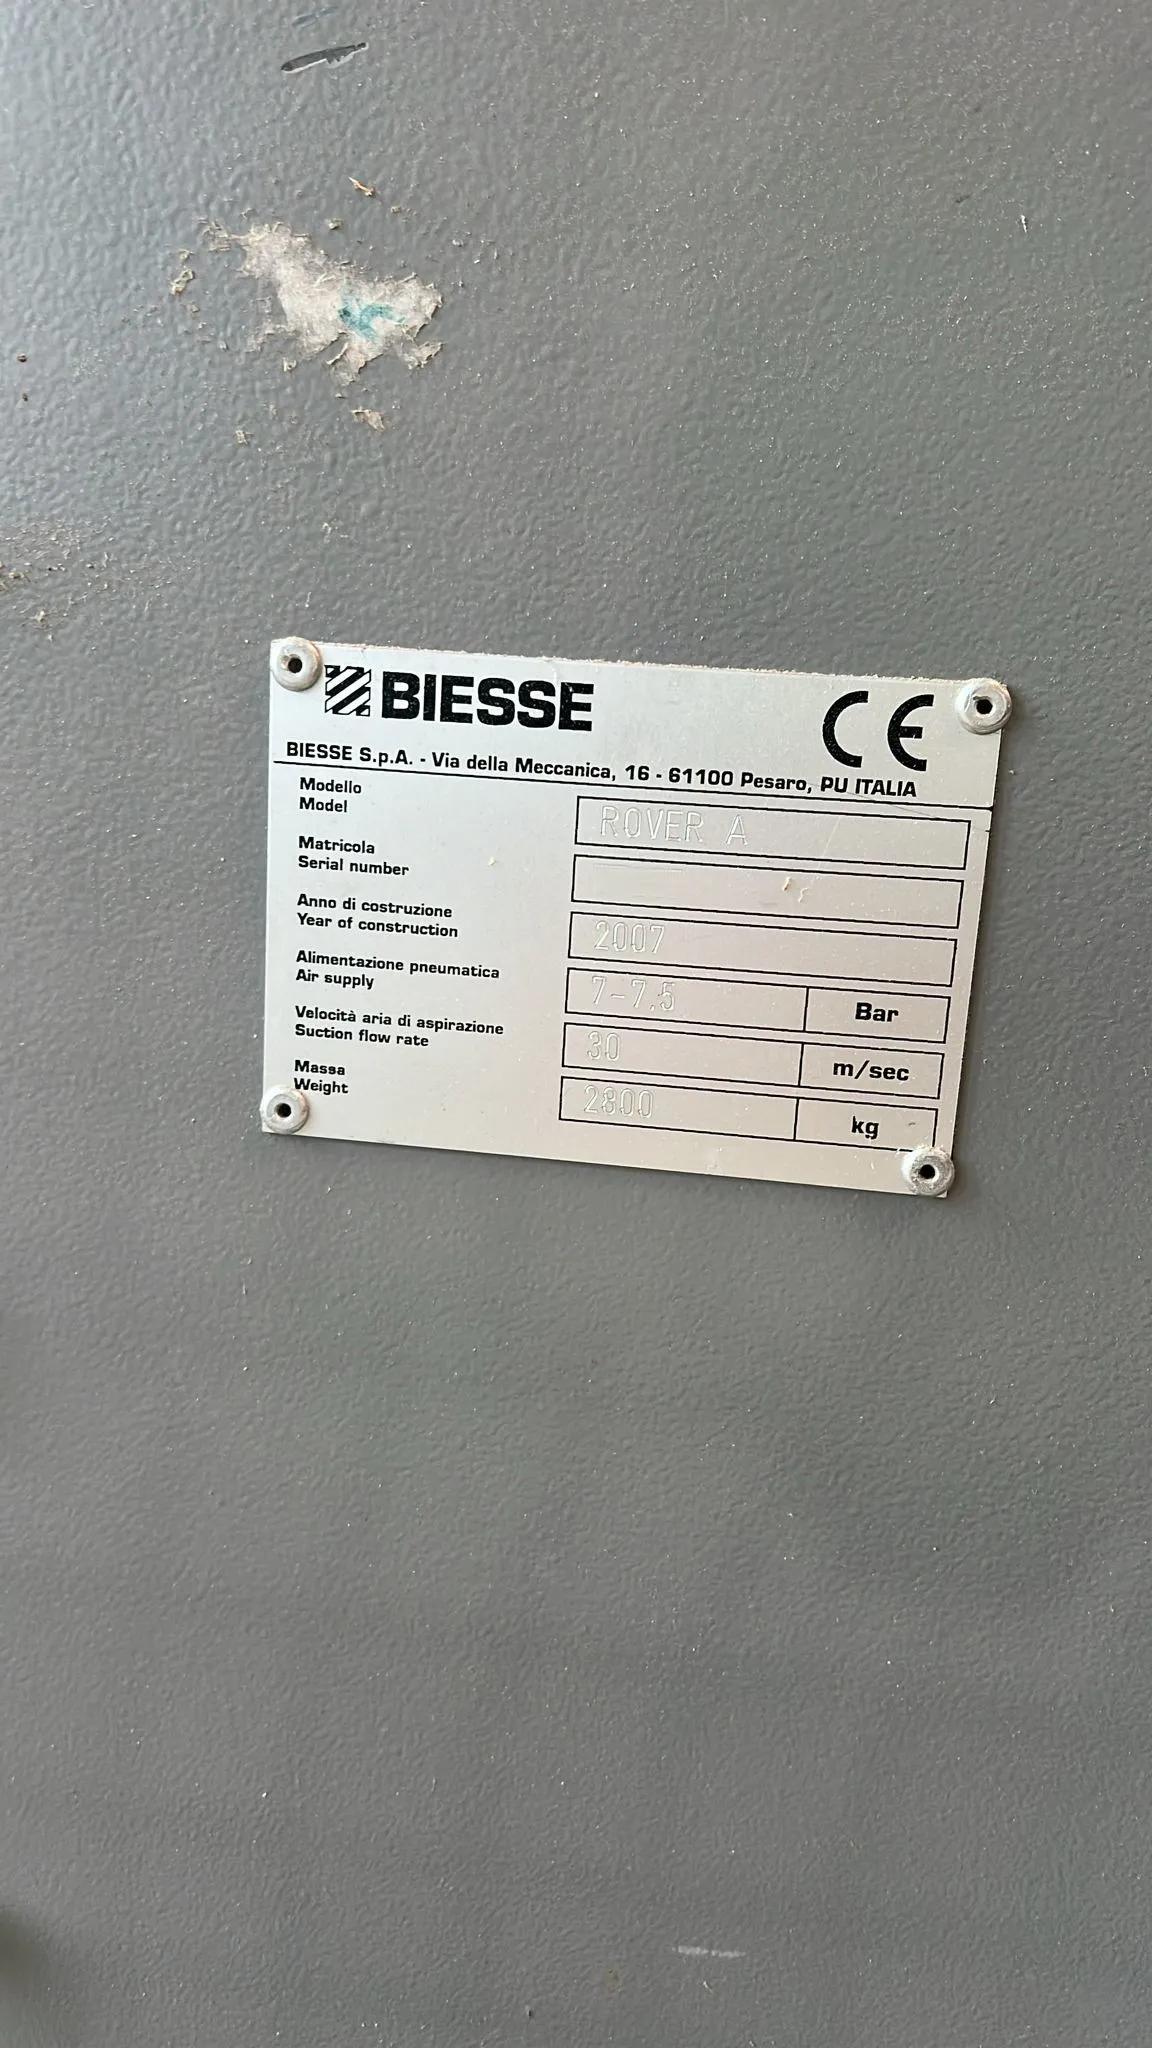 BIESSE CE
BIESSE S.p.A. - Via della Meccanica, 16 - 61100 Pesaro, PU ITALIA
Modello
Model
ROVER A
Matricola
Serial number
Anno di costruzione
Year of construction
2007
Alimentazione pneumatica
Air supply
7-7.5 Bar
Velocità aria di aspirazione
Suction flow rate
30 m/sec
Massa
Weight
2800 kg